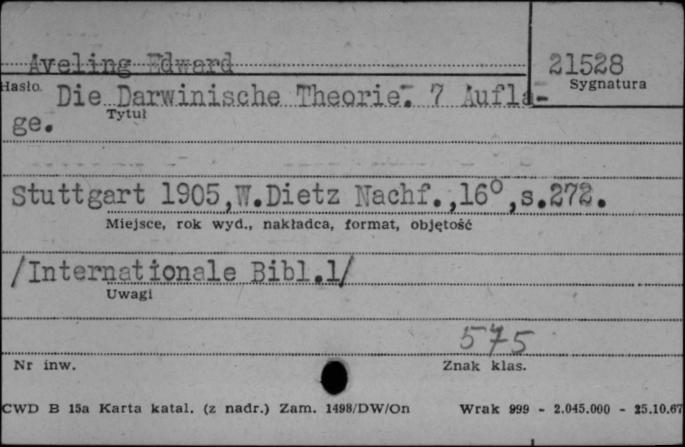 Aveling Edward 21528
Hasło Sygnatura
Die Darwinische Theorie. 7 Aufla-
Tytuł
ge.
Stuttgart 1905,W.Dietz Nachf.,16°,s.272.
Miejsce, rok wyd., nakładca, format, objętość
/Internationale Bibl.1/
Uwagi
575
Nr inw. Znak klas.
CWD B 15a Karta katal. (z nadr.) Zam. 1498/DW/On Wrak 999 - 2.045.000 - 25.10.67